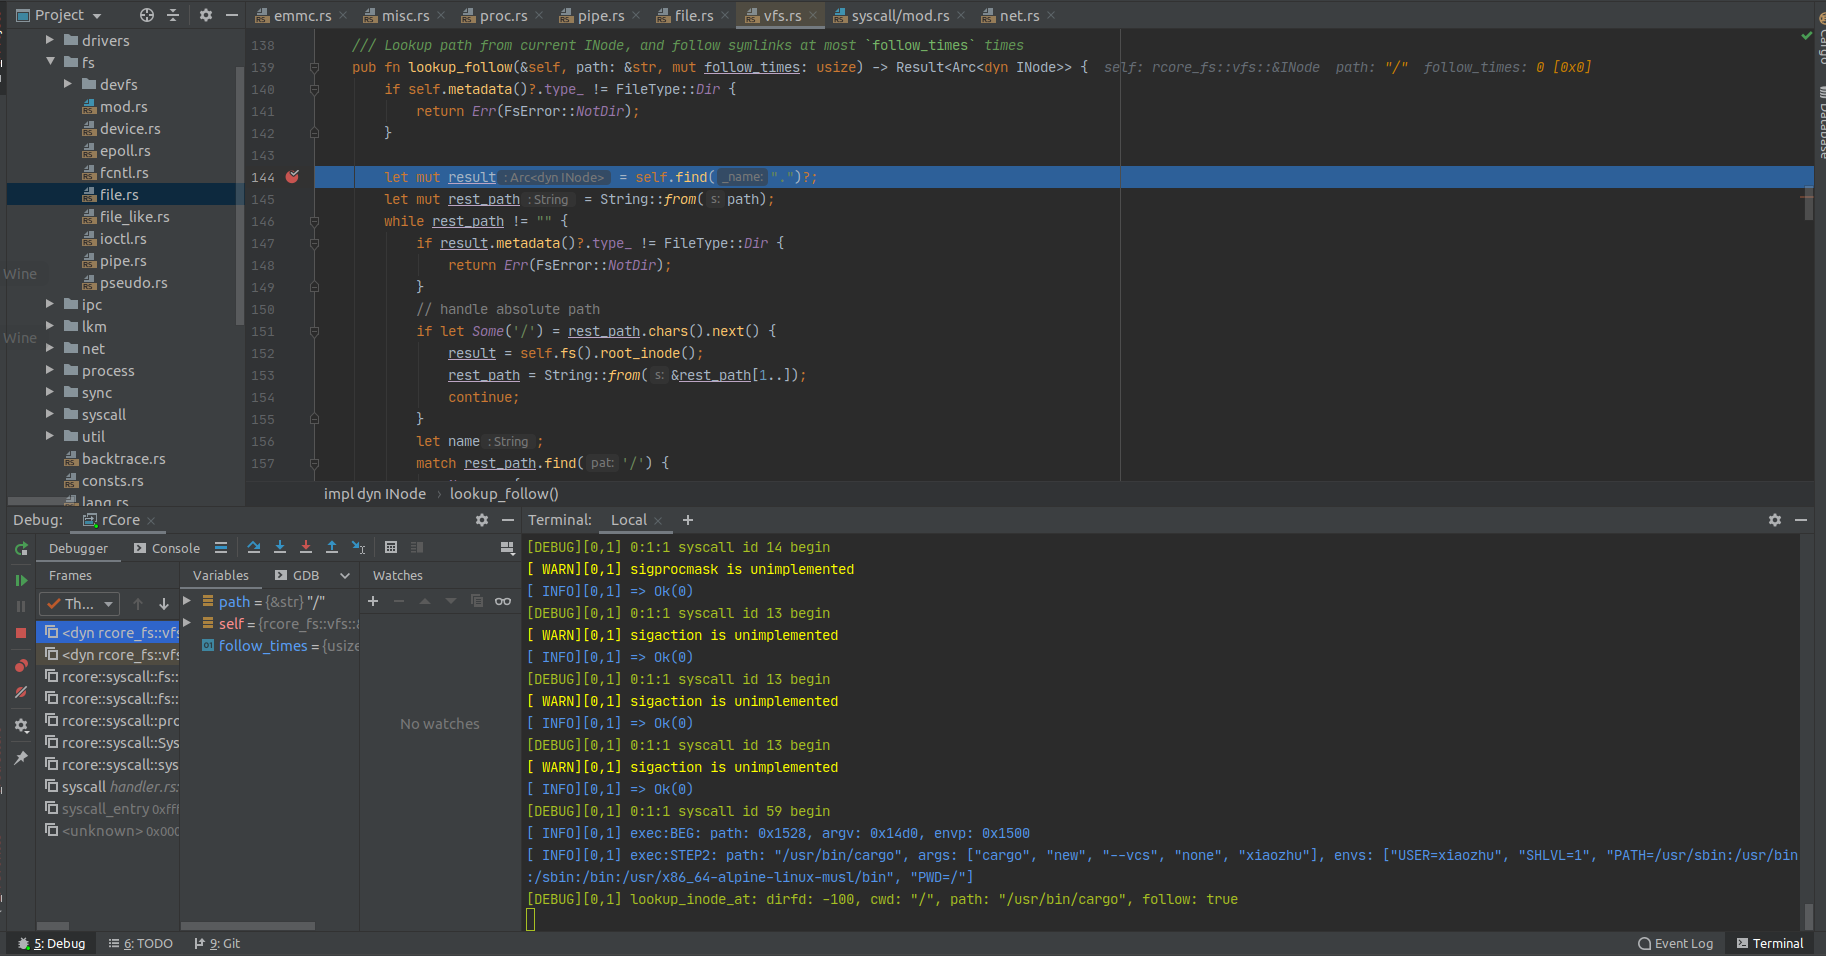 Project
emmc.rs
misc.rs
proc.rs
pipe.rs
file.rs
vfs.rs
syscall/mod.rs
net.rs
drivers
fs
devfs
mod.rs
device.rs
epoll.rs
fcntl.rs
file.rs
file_like.rs
ioctl.rs
pipe.rs
pseudo.rs
ipc
lkm
net
process
sync
syscall
util
backtrace.rs
consts.rs
lang.rs
Wine
Wine
138 /// Lookup path from current INode, and follow symlinks at most `follow_times` times
139 pub fn lookup_follow(&self, path: &str, mut follow_times: usize) -> Result<Arc<dyn INode>> { self: rcore_fs::vfs::&INode path: "/" follow_times: 0 [0x0]
140 if self.metadata()?.type_ != FileType::Dir {
141 return Err(FsError::NotDir);
142 }
143
144 let mut result : Arc<dyn INode> = self.find( _name: ".")?;
145 let mut rest_path : String = String::from( s: path);
146 while rest_path != "" {
147 if result.metadata()?.type_ != FileType::Dir {
148 return Err(FsError::NotDir);
149 }
150 // handle absolute path
151 if let Some('/') = rest_path.chars().next() {
152 result = self.fs().root_inode();
153 rest_path = String::from( s: &rest_path[1..]);
154 continue;
155 }
156 let name : String ;
157 match rest_path.find( pat: '/') {
impl dyn INode › lookup_follow()
Cargo
Database
Debug: rCore
Debugger Console
Frames
Th...
<dyn rcore_fs::vfs
<dyn rcore_fs::vfs
rcore::syscall::fs::
rcore::syscall::fs::
rcore::syscall::pro
rcore::syscall::Sys
rcore::syscall::sys
syscall handler.rs:
syscall_entry 0xfff
<unknown> 0x000
Variables GDB
path = {&str} "/"
self = {rcore_fs::vfs::&
follow_times = {usize
Watches
No watches
Terminal: Local
[DEBUG][0,1] 0:1:1 syscall id 14 begin
[ WARN][0,1] sigprocmask is unimplemented
[ INFO][0,1] => Ok(0)
[DEBUG][0,1] 0:1:1 syscall id 13 begin
[ WARN][0,1] sigaction is unimplemented
[ INFO][0,1] => Ok(0)
[DEBUG][0,1] 0:1:1 syscall id 13 begin
[ WARN][0,1] sigaction is unimplemented
[ INFO][0,1] => Ok(0)
[DEBUG][0,1] 0:1:1 syscall id 13 begin
[ WARN][0,1] sigaction is unimplemented
[ INFO][0,1] => Ok(0)
[DEBUG][0,1] 0:1:1 syscall id 59 begin
[ INFO][0,1] exec:BEG: path: 0x1528, argv: 0x14d0, envp: 0x1500
[ INFO][0,1] exec:STEP2: path: "/usr/bin/cargo", args: ["cargo", "new", "--vcs", "none", "xiaozhu"], envs: ["USER=xiaozhu", "SHLVL=1", "PATH=/usr/sbin:/usr/bin
:/sbin:/bin:/usr/x86_64-alpine-linux-musl/bin", "PWD=/"]
[DEBUG][0,1] lookup_inode_at: dirfd: -100, cwd: "/", path: "/usr/bin/cargo", follow: true
5: Debug
6: TODO
9: Git
Event Log
Terminal